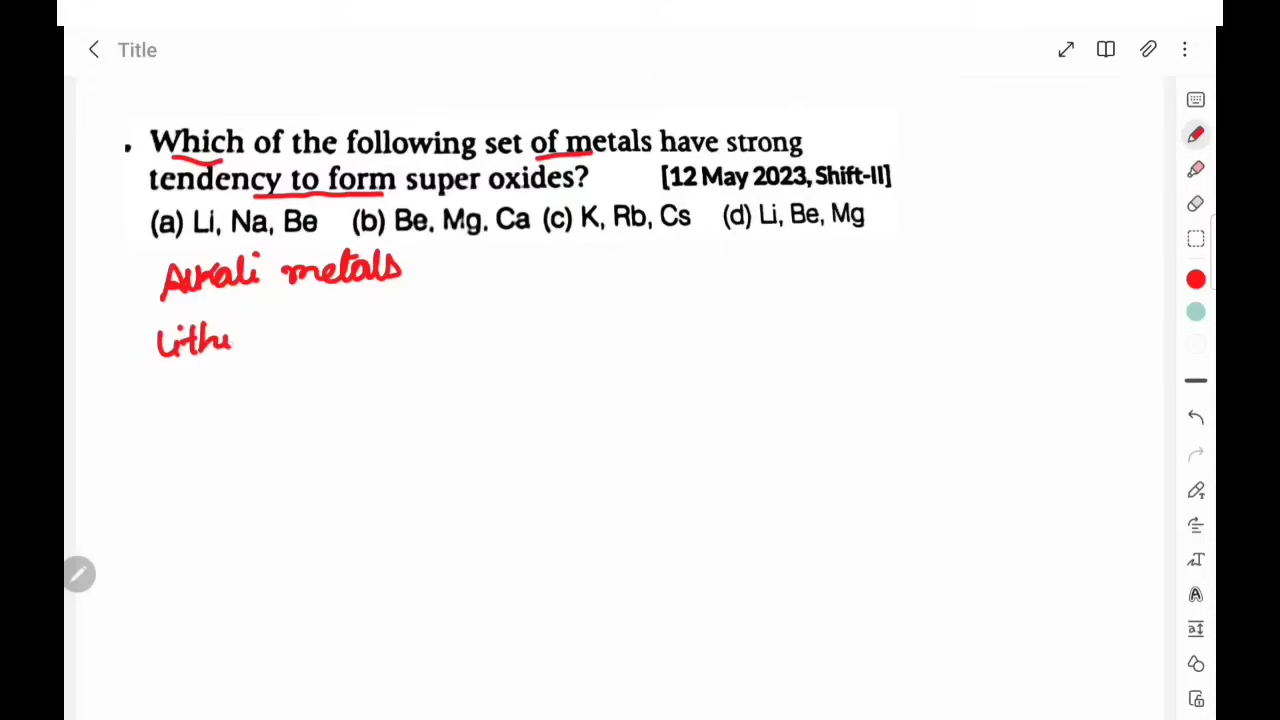 Title
. Which of the following set of metals have strong
tendency to form super oxides? [12 May 2023, Shift-II]
(a) Li, Na, Be (b) Be, Mg, Ca (c) K, Rb, Cs (d) Li, Be, Mg
Alkali metals
Lithu